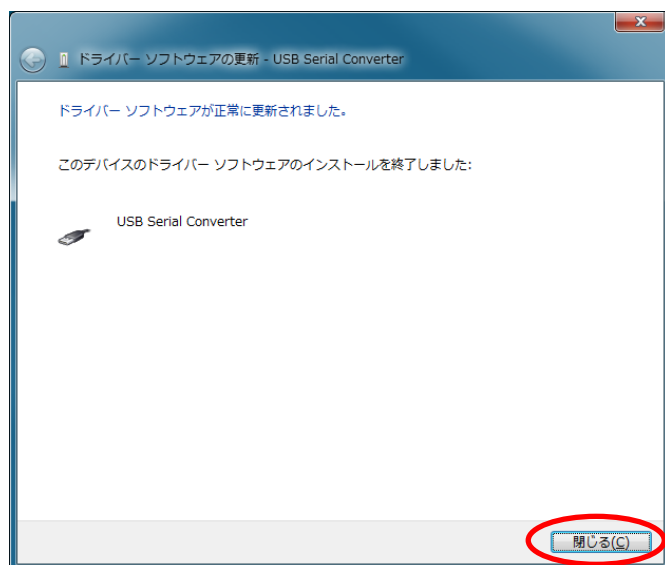 ドライバー ソフトウェアの更新 - USB Serial Converter
ドライバー ソフトウェアが正常に更新されました。
このデバイスのドライバー ソフトウェアのインストールを終了しました:
USB Serial Converter
閉じる(C)